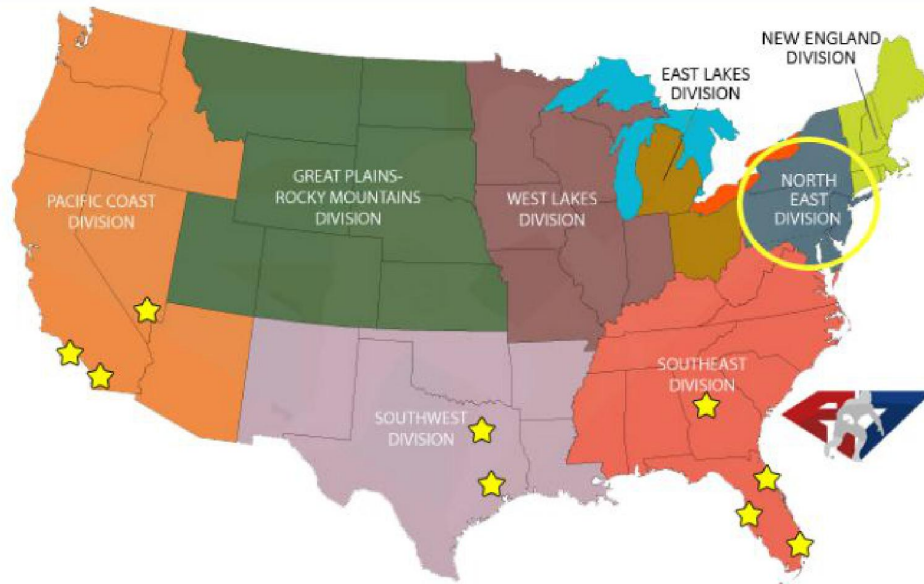 NEW ENGLAND
DIVISION
EAST LAKES
DIVISION
GREAT PLAINS-
ROCKY MOUNTAINS
DIVISION
PACIFIC COAST
DIVISION
WEST LAKES
DIVISION
NORTH
EAST
DIVISION
SOUTHEAST
DIVISION
SOUTHWEST
DIVISION